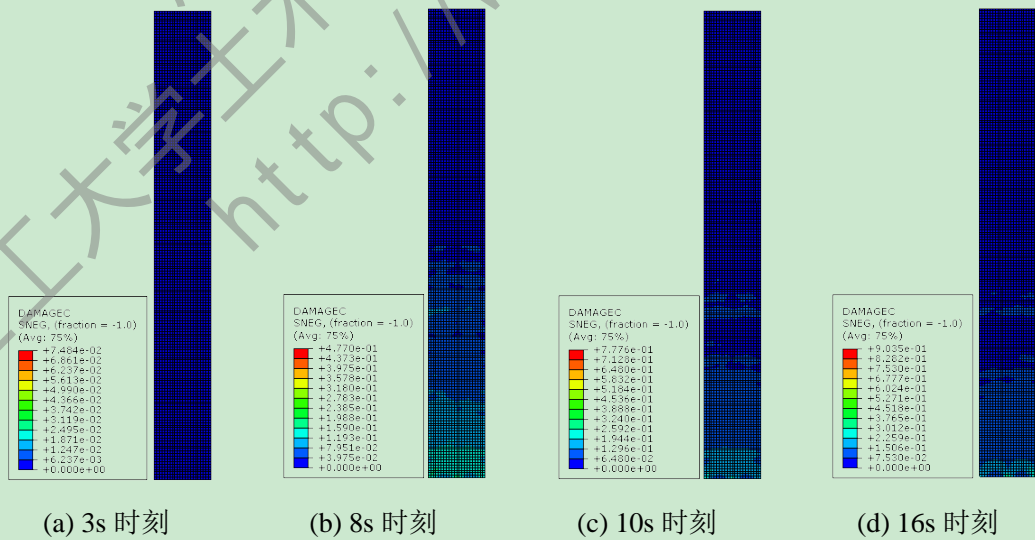 工大学土木
http://
DAMAGEC
SNEG, (fraction = -1.0)
(Avg: 75%)
+7.484e-02
+6.861e-02
+6.237e-02
+5.613e-02
+4.990e-02
+4.366e-02
+3.742e-02
+3.119e-02
+2.495e-02
+1.871e-02
+1.247e-02
+6.237e-03
+0.000e+00
DAMAGEC
SNEG, (fraction = -1.0)
(Avg: 75%)
+4.770e-01
+4.373e-01
+3.975e-01
+3.578e-01
+3.180e-01
+2.783e-01
+2.385e-01
+1.988e-01
+1.590e-01
+1.193e-01
+7.951e-02
+3.975e-02
+0.000e+00
DAMAGEC
SNEG, (fraction = -1.0)
(Avg: 75%)
+7.776e-01
+7.128e-01
+6.480e-01
+5.832e-01
+5.184e-01
+4.536e-01
+3.888e-01
+3.240e-01
+2.592e-01
+1.944e-01
+1.296e-01
+6.480e-02
+0.000e+00
DAMAGEC
SNEG, (fraction = -1.0)
(Avg: 75%)
+9.035e-01
+8.282e-01
+7.530e-01
+6.777e-01
+6.024e-01
+5.271e-01
+4.518e-01
+3.765e-01
+3.012e-01
+2.259e-01
+1.506e-01
+7.530e-02
+0.000e+00
(a) 3s 时刻
(b) 8s 时刻
(c) 10s 时刻
(d) 16s 时刻